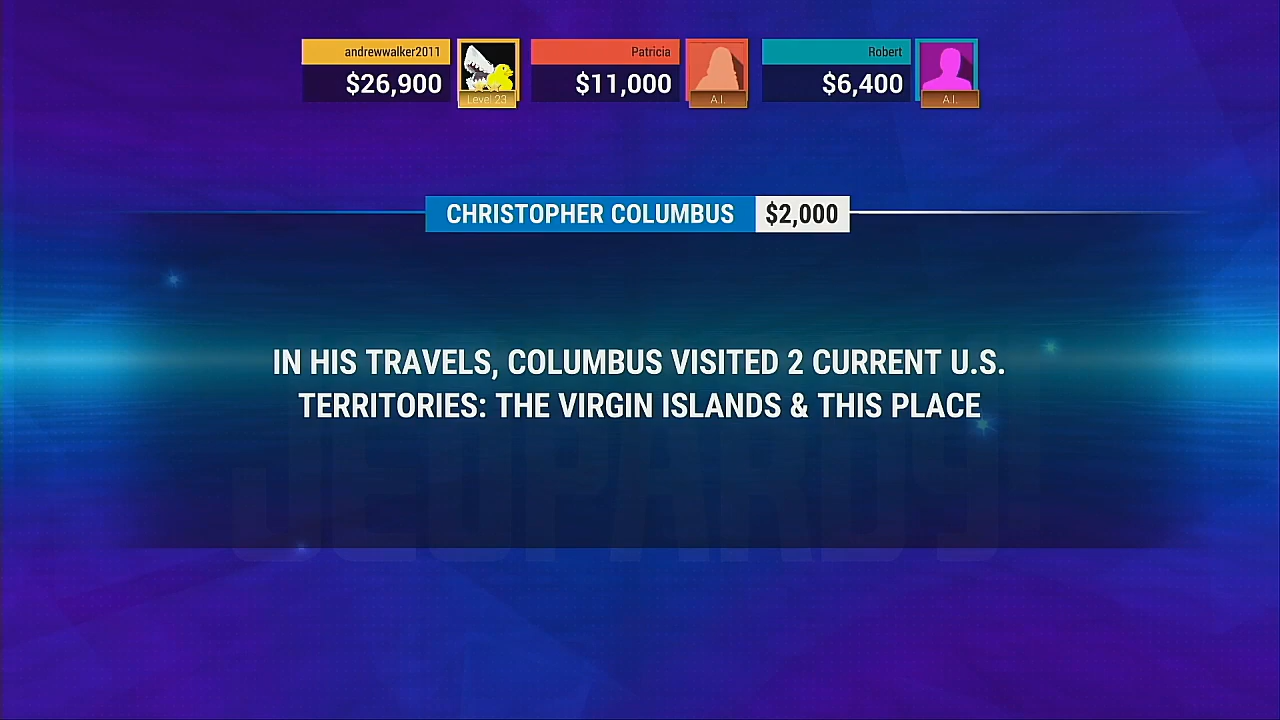 andrewwalker2011
$26,900
Level 23
Patricia
$11,000
A.I.
Robert
$6,400
A.I.
CHRISTOPHER COLUMBUS $2,000
IN HIS TRAVELS, COLUMBUS VISITED 2 CURRENT U.S.
TERRITORIES: THE VIRGIN ISLANDS & THIS PLACE
JEOPARDY!